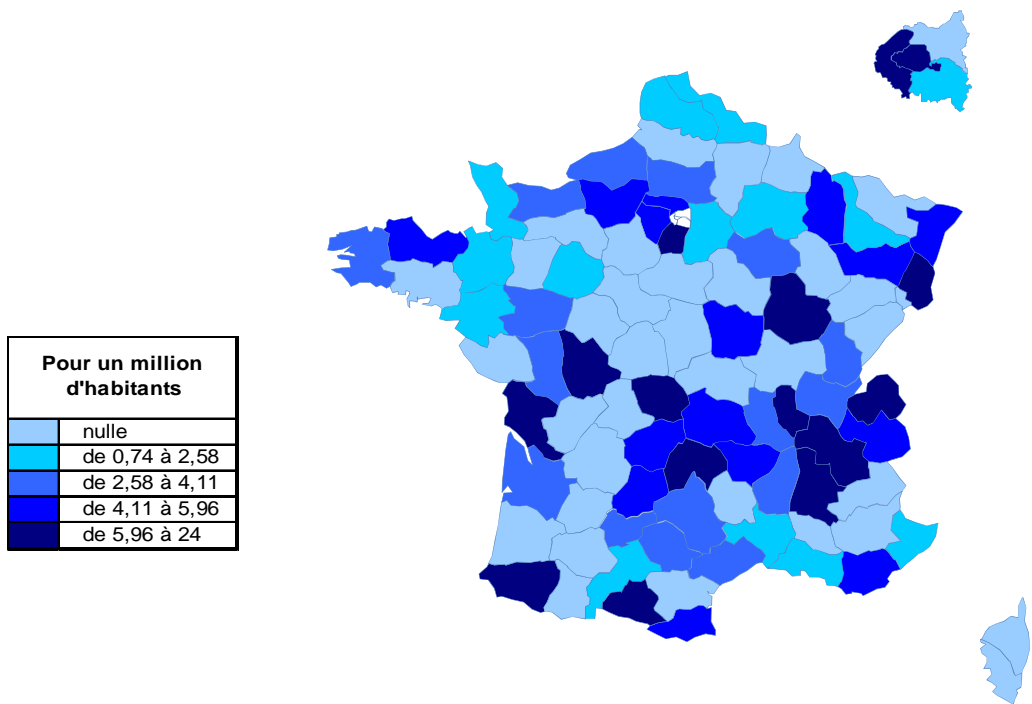 Pour un million
d'habitants
nulle
de 0,74 à 2,58
de 2,58 à 4,11
de 4,11 à 5,96
de 5,96 à 24